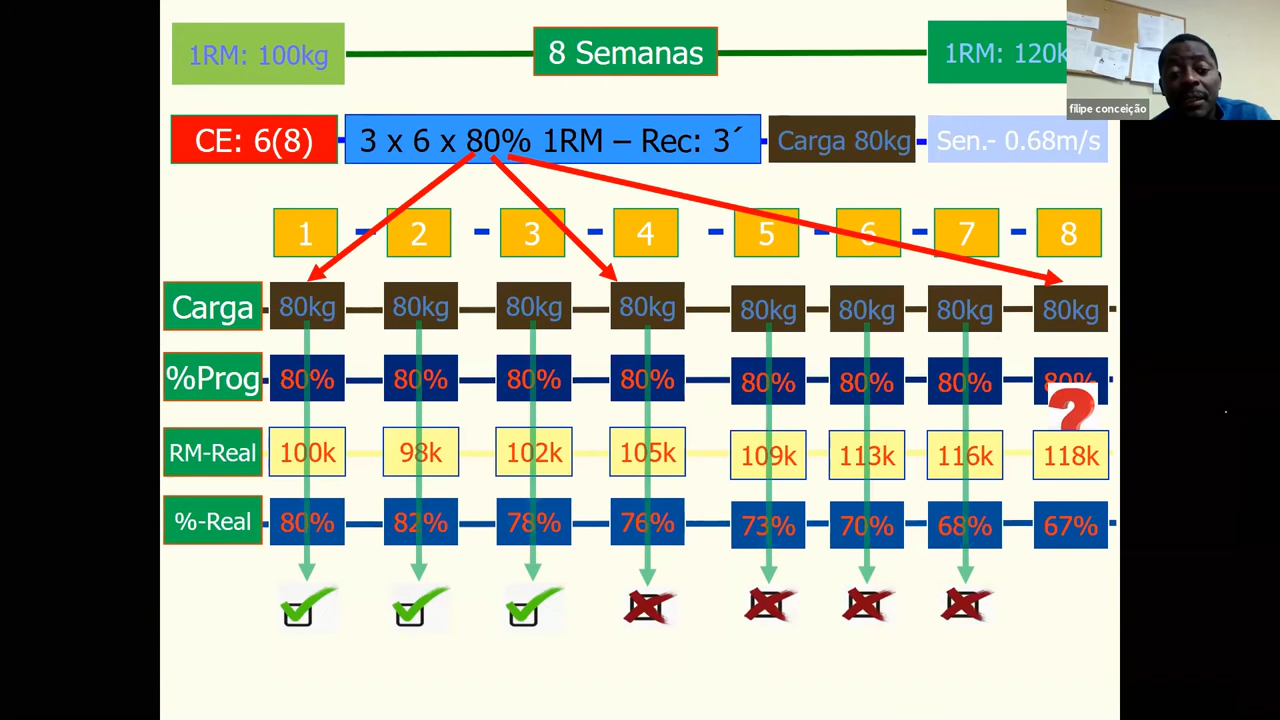 1RM: 100kg
8 Semanas
1RM: 120k
filipe conceição
CE: 6(8)
3 x 6 x 80% 1RM – Rec: 3´
Carga 80kg
Sen.- 0.68m/s
1 - 2 - 3 - 4 - 5 - 6 - 7 - 8
Carga 80kg 80kg 80kg 80kg 80kg 80kg 80kg 80kg
%Prog 80% 80% 80% 80% 80% 80% 80% 80%
?
RM-Real 100k 98k 102k 105k 109k 113k 116k 118k
%-Real 80% 82% 78% 76% 73% 70% 68% 67%